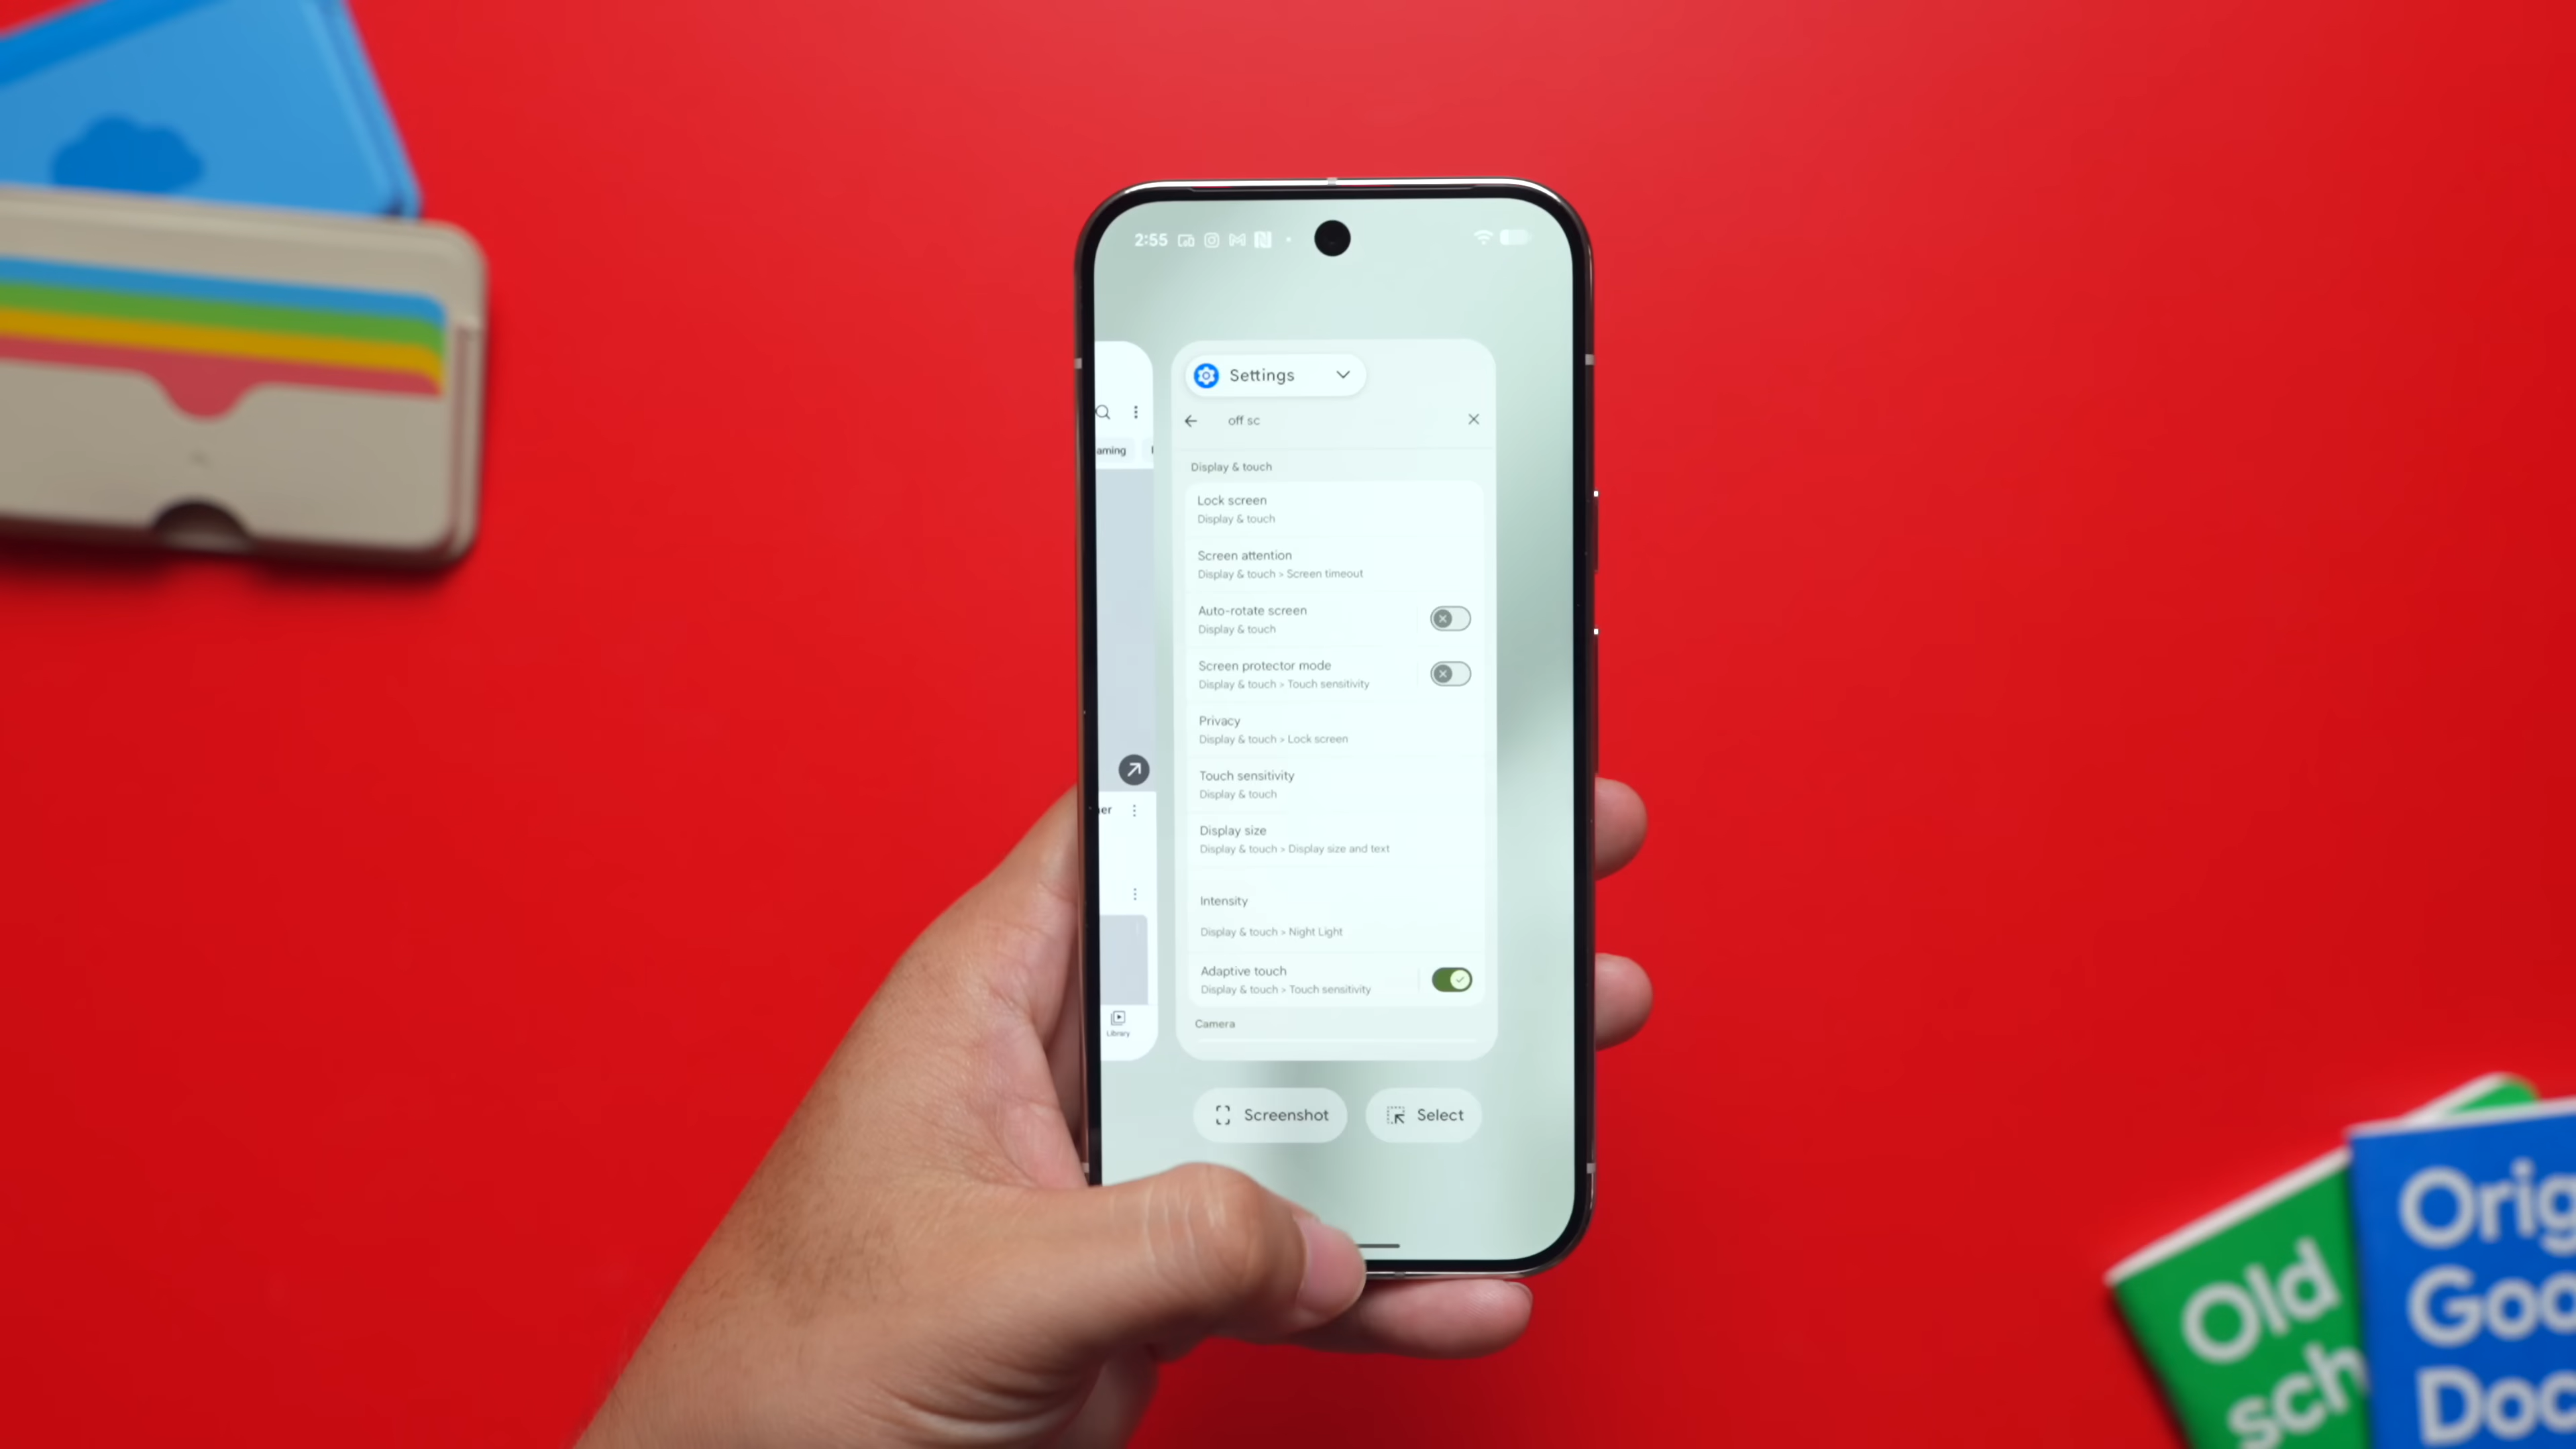 2:55
Settings
off sc
aming
Display & touch
Lock screen
Display & touch
Screen attention
Display & touch > Screen timeout
Auto-rotate screen
Display & touch
Screen protector mode
Display & touch > Touch sensitivity
Privacy
Display & touch > Lock screen
Touch sensitivity
Display & touch
her
Display size
Display & touch > Display size and text
Intensity
Display & touch > Night Light
Adaptive touch
Display & touch > Touch sensitivity
Camera
Library
Screenshot
Select
Old
sch
Orig
Goo
Doc